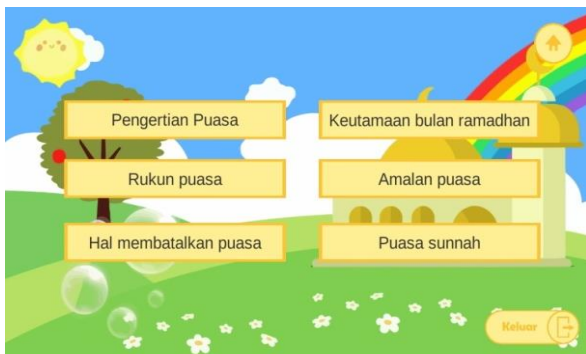 Pengertian Puasa
Keutamaan bulan ramadhan
Rukun puasa
Amalan puasa
Hal membatalkan puasa
Puasa sunnah
Keluar